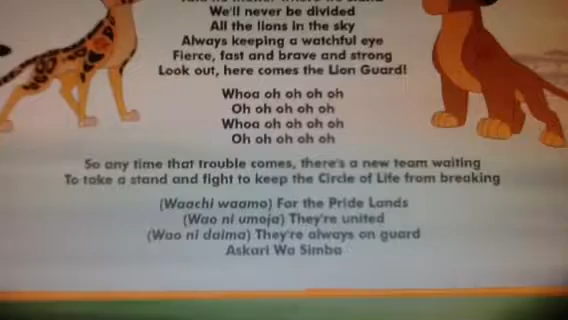 We'll never be divided
All the lions in the sky
Always keeping a watchful eye
Fierce, fast and brave and strong
Look out, here comes the Lion Guard!
Whoa oh oh oh oh
Oh oh oh oh oh
Whoa oh oh oh oh
Oh oh oh oh oh
So any time that trouble comes, there's a new team waiting
To take a stand and fight to keep the Circle of Life from breaking
(Waachi waamo) For the Pride Lands
(Wao ni umoja) They're united
(Wao ni daima) They're always on guard
Askari Wa Simba